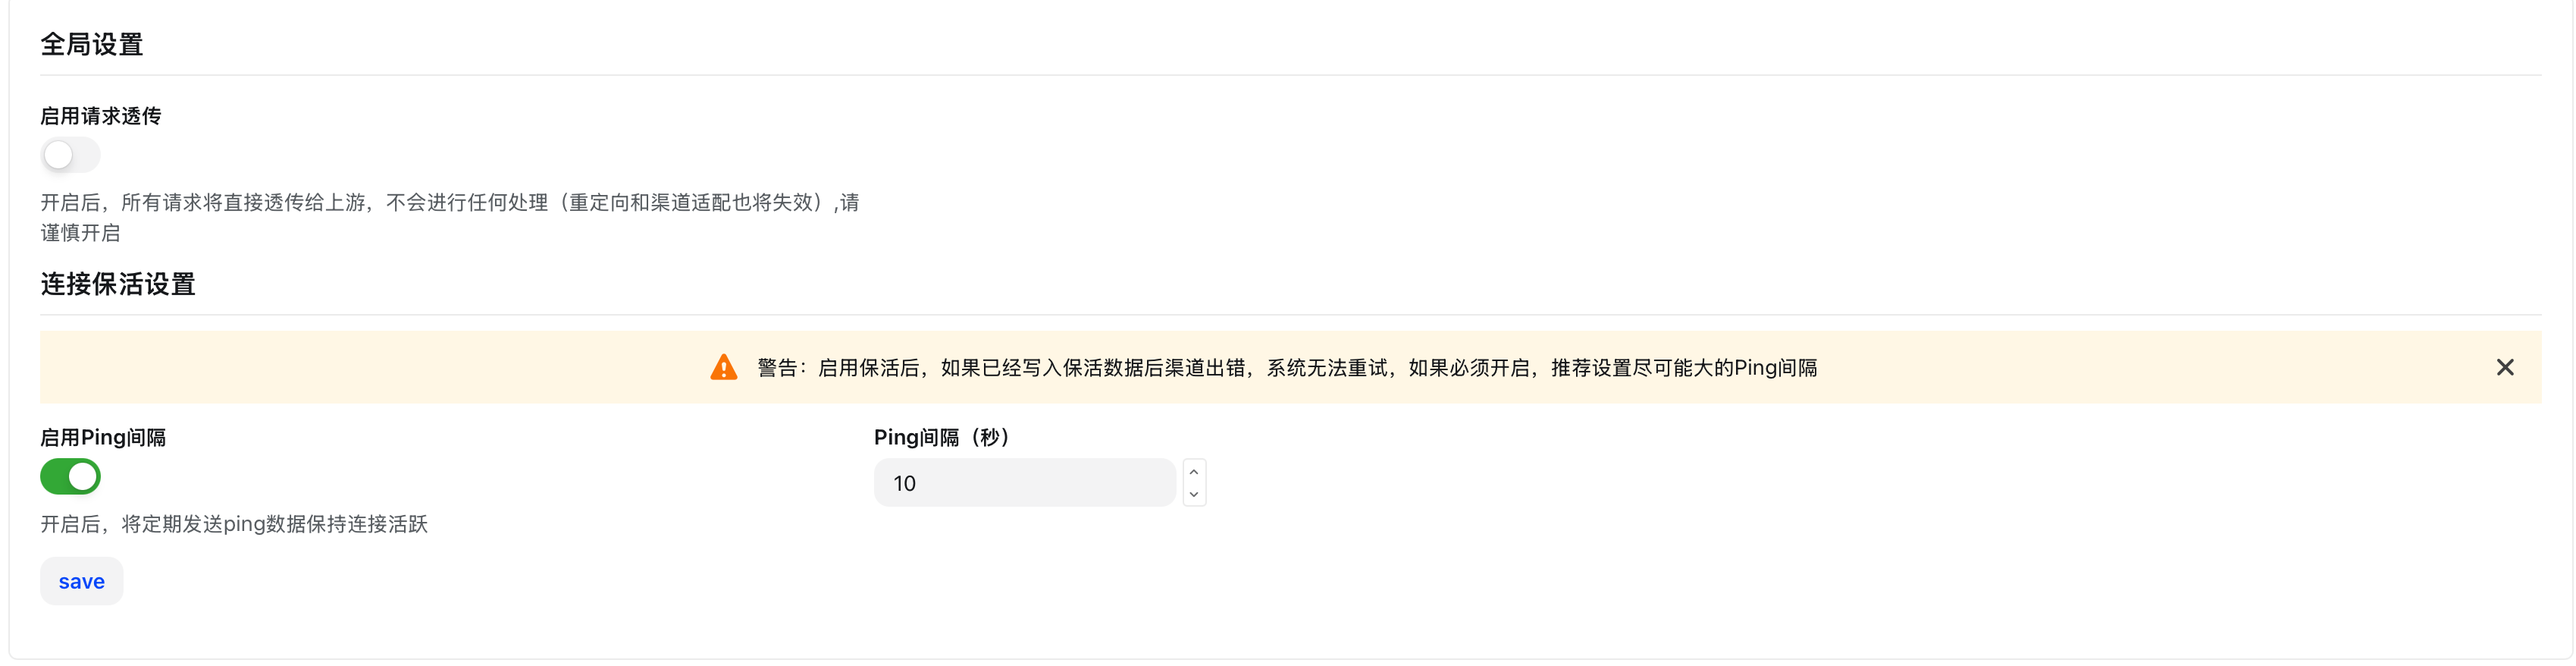 全局设置
启用请求透传
开启后，所有请求将直接透传给上游，不会进行任何处理（重定向和渠道适配也将失效）,请
谨慎开启
连接保活设置
警告：启用保活后，如果已经写入保活数据后渠道出错，系统无法重试，如果必须开启，推荐设置尽可能大的Ping间隔
启用Ping间隔
Ping间隔（秒）
10
开启后，将定期发送ping数据保持连接活跃
save